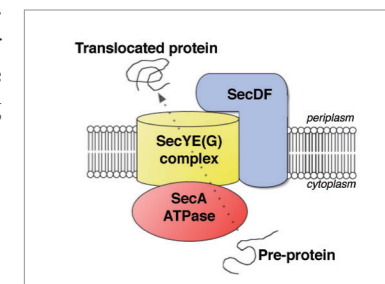 Translocated protein
SecDF
periplasm
SecYE(G)
complex
cytoplasm
SecA
ATPase
Pre-protein